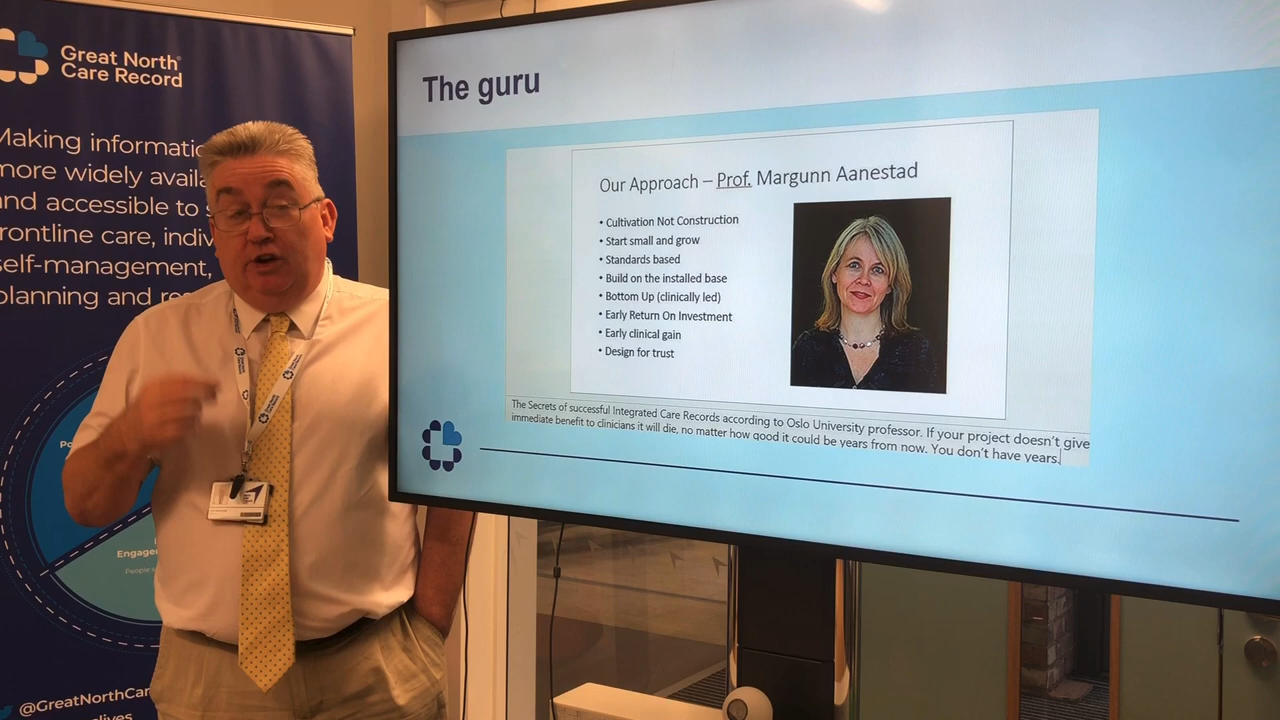 Great North
Care Record
Making informatio
more widely availa
and accessible to s
frontline care, indiv
self-management,
planning and re
Engage
@GreatNorthCar
The guru
Our Approach – Prof. Margunn Aanestad
• Cultivation Not Construction
• Start small and grow
• Standards based
• Build on the installed base
• Bottom Up (clinically led)
• Early Return On Investment
• Early clinical gain
• Design for trust
The Secrets of successful Integrated Care Records according to Oslo University professor. If your project doesn't give
immediate benefit to clinicians it will die, no matter how good it could be years from now. You don't have years.